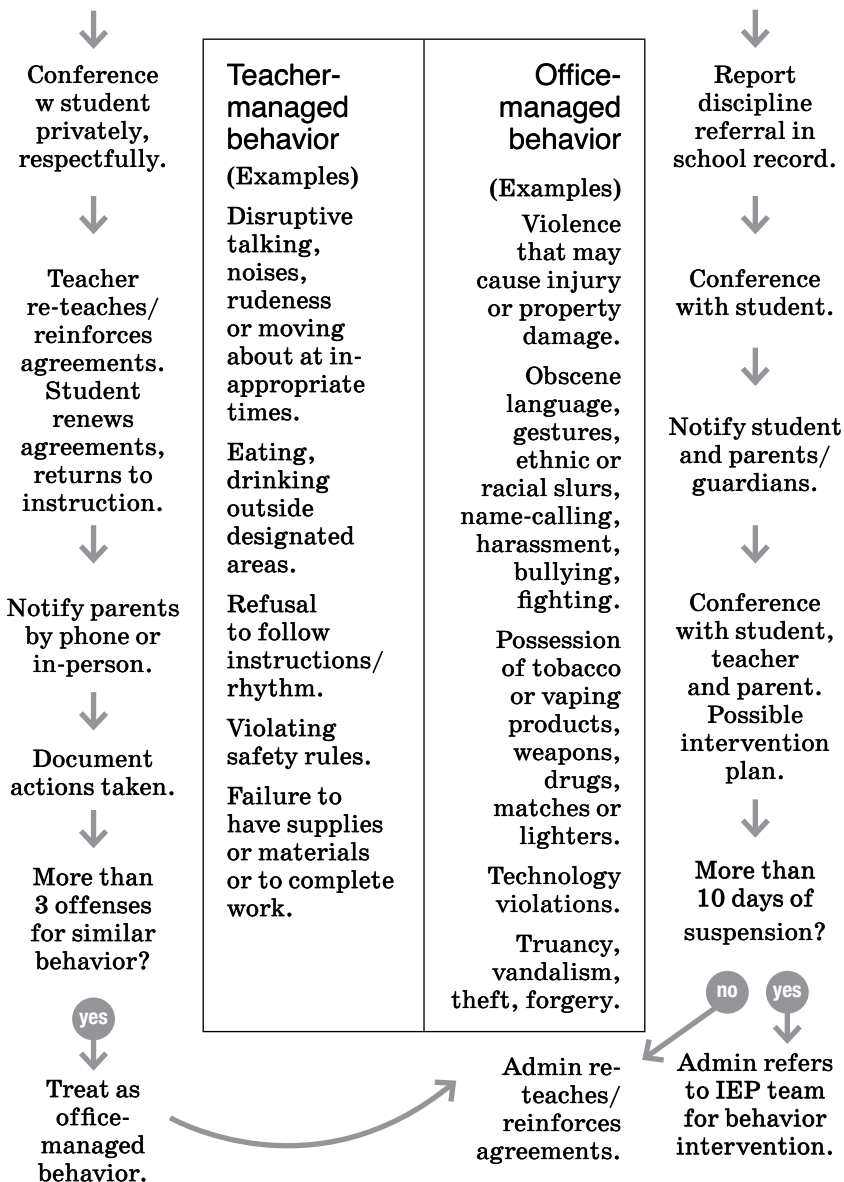 Conference
w student
privately,
respectfully.
Teacher
re-teaches/
reinforces
agreements.
Student
renews
agreements,
returns to
instruction.
Notify parents
by phone or
in-person.
Document
actions taken.
More than
3 offenses
for similar
behavior?
yes
Treat as
office-
managed
behavior.
Teacher-
managed
behavior
(Examples)
Disruptive
talking,
noises,
rudeness
or moving
about at in-
appropriate
times.
Eating,
drinking
outside
designated
areas.
Refusal
to follow
instructions/
rhythm.
Violating
safety rules.
Failure to
have supplies
or materials
or to complete
work.
Office-
managed
behavior
(Examples)
Violence
that may
cause injury
or property
damage.
Obscene
language,
gestures,
ethnic or
racial slurs,
name-calling,
harassment,
bullying,
fighting.
Possession
of tobacco
or vaping
products,
weapons,
drugs,
matches or
lighters.
Technology
violations.
Truancy,
vandalism,
theft, forgery.
Admin re-
teaches/
reinforces
agreements.
Report
discipline
referral in
school record.
Conference
with student.
Notify student
and parents/
guardians.
Conference
with student,
teacher
and parent.
Possible
intervention
plan.
More than
10 days of
suspension?
no yes
Admin refers
to IEP team
for behavior
intervention.